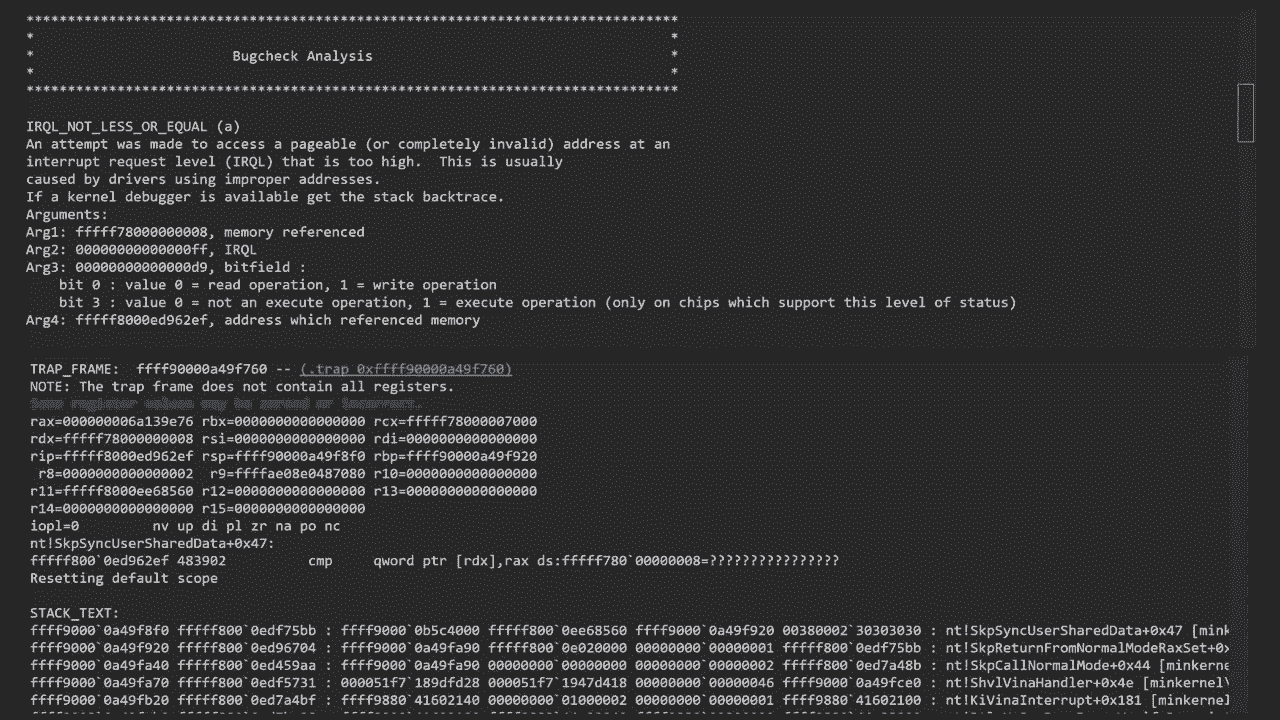 *******************************************************************************
*                                                                             *
*                        Bugcheck Analysis                                    *
*                                                                             *
*******************************************************************************
IRQL_NOT_LESS_OR_EQUAL (a)
An attempt was made to access a pageable (or completely invalid) address at an
interrupt request level (IRQL) that is too high.  This is usually
caused by drivers using improper addresses.
If a kernel debugger is available get the stack backtrace.
Arguments:
Arg1: fffff78000000008, memory referenced
Arg2: 00000000000000ff, IRQL
Arg3: 00000000000000d9, bitfield :
    bit 0 : value 0 = read operation, 1 = write operation
    bit 3 : value 0 = not an execute operation, 1 = execute operation (only on chips which support this level of status)
Arg4: fffff8000ed962ef, address which referenced memory
TRAP_FRAME:  ffff90000a49f760 -- (.trap 0xffff90000a49f760)
NOTE: The trap frame does not contain all registers.
Some register values may be zeroed or incorrect.
rax=000000006a139e76 rbx=0000000000000000 rcx=fffff78000007000
rdx=fffff78000000008 rsi=0000000000000000 rdi=0000000000000000
rip=fffff8000ed962ef rsp=ffff90000a49f8f0 rbp=ffff90000a49f920
 r8=0000000000000002  r9=ffffae08e0487080 r10=0000000000000000
r11=fffff8000ee68560 r12=0000000000000000 r13=0000000000000000
r14=0000000000000000 r15=0000000000000000
iopl=0         nv up di pl zr na po nc
nt!SkpSyncUserSharedData+0x47:
fffff800`0ed962ef 483902          cmp     qword ptr [rdx],rax ds:fffff780`00000008=????????????????
Resetting default scope
STACK_TEXT:
ffff9000`0a49f8f0 fffff800`0edf75bb : ffff9000`0b5c4000 fffff800`0ee68560 ffff9000`0a49f920 00380002`30303030 : nt!SkpSyncUserSharedData+0x47 [mink
ffff9000`0a49f920 fffff800`0ed96704 : ffff9000`0a49fa90 fffff800`0e020000 00000000`00000001 fffff800`0edf75bb : nt!SkpReturnFromNormalModeRaxSet+0x
ffff9000`0a49fa40 fffff800`0ed459aa : ffff9000`0a49fa90 00000000`00000001 00000000`00000002 fffff800`0ed7a48b : nt!SkpCallNormalMode+0x44 [minkerne
ffff9000`0a49fa70 fffff800`0edf5731 : 000051f7`189dfd28 000051f7`1947d418 00000000`00000046 ffff9000`0a49fce0 : nt!ShvlVinaHandler+0x4e [minkernel\
ffff9000`0a49fb20 fffff800`0ed7a4bf : ffff9880`41602140 00000000`01000002 00000000`00000001 ffff9880`41602100 : nt!KiVinaInterrupt+0x181 [minkernel